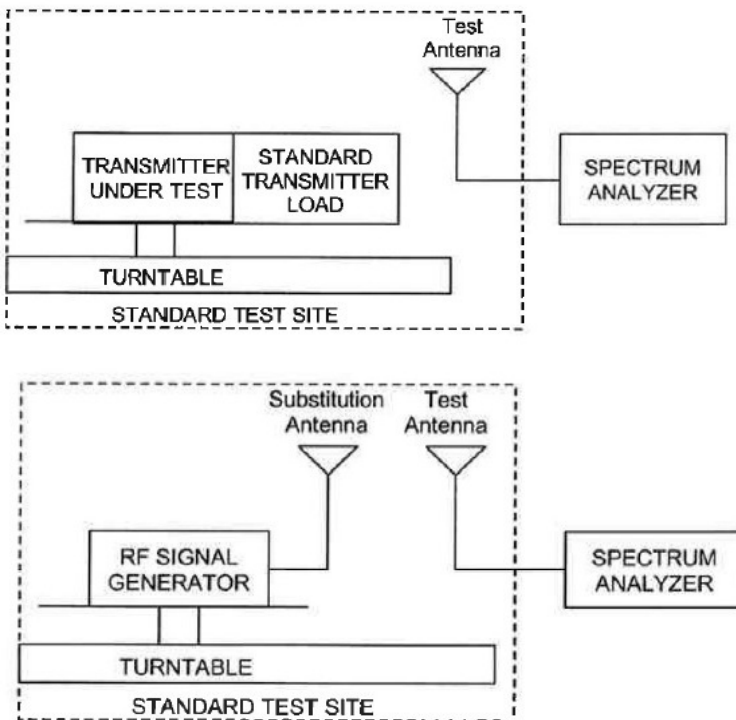 Test
Antenna
TRANSMITTER
UNDER TEST
STANDARD
TRANSMITTER
LOAD
SPECTRUM
ANALYZER
TURNTABLE
STANDARD TEST SITE
Substitution
Antenna
Test
Antenna
RF SIGNAL
GENERATOR
SPECTRUM
ANALYZER
TURNTABLE
STANDARD TEST SITE